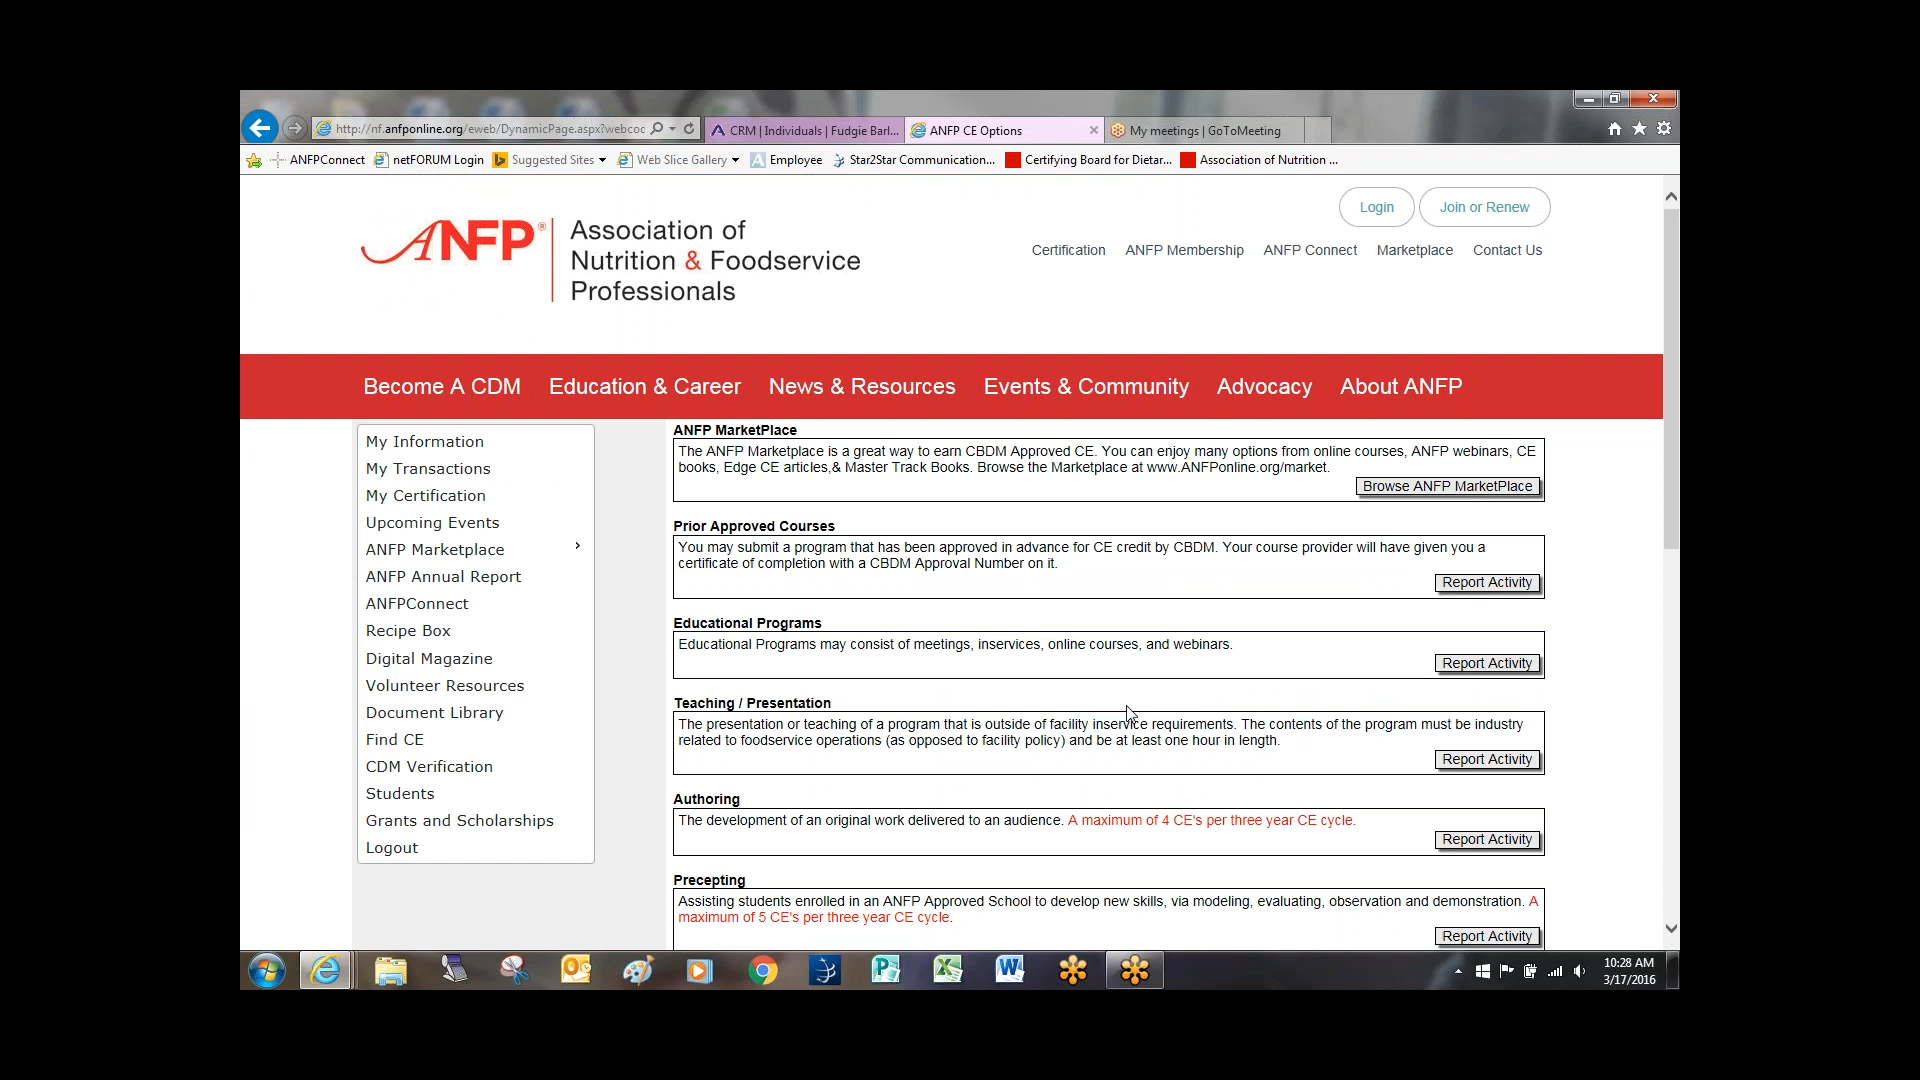 http://nf.anfponline.org/eweb/DynamicPage.aspx?webcoc
CRM | Individuals | Fudgie Barl...
ANFP CE Options
My meetings | GoToMeeting
ANFPConnect
netFORUM Login
Suggested Sites
Web Slice Gallery
Employee
Star2Star Communication...
Certifying Board for Dietar...
Association of Nutrition ...
Login
Join or Renew
ANFP®
Association of
Nutrition & Foodservice
Professionals
Certification
ANFP Membership
ANFP Connect
Marketplace
Contact Us
Become A CDM
Education & Career
News & Resources
Events & Community
Advocacy
About ANFP
My Information
My Transactions
My Certification
Upcoming Events
ANFP Marketplace
ANFP Annual Report
ANFPConnect
Recipe Box
Digital Magazine
Volunteer Resources
Document Library
Find CE
CDM Verification
Students
Grants and Scholarships
Logout
ANFP MarketPlace
The ANFP Marketplace is a great way to earn CBDM Approved CE. You can enjoy many options from online courses, ANFP webinars, CE
books, Edge CE articles,& Master Track Books. Browse the Marketplace at www.ANFPonline.org/market.
Browse ANFP MarketPlace
Prior Approved Courses
You may submit a program that has been approved in advance for CE credit by CBDM. Your course provider will have given you a
certificate of completion with a CBDM Approval Number on it.
Report Activity
Educational Programs
Educational Programs may consist of meetings, inservices, online courses, and webinars.
Report Activity
Teaching / Presentation
The presentation or teaching of a program that is outside of facility inservice requirements. The contents of the program must be industry
related to foodservice operations (as opposed to facility policy) and be at least one hour in length.
Report Activity
Authoring
The development of an original work delivered to an audience. A maximum of 4 CE's per three year CE cycle.
Report Activity
Precepting
Assisting students enrolled in an ANFP Approved School to develop new skills, via modeling, evaluating, observation and demonstration. A
maximum of 5 CE's per three year CE cycle.
Report Activity
10:28 AM
3/17/2016